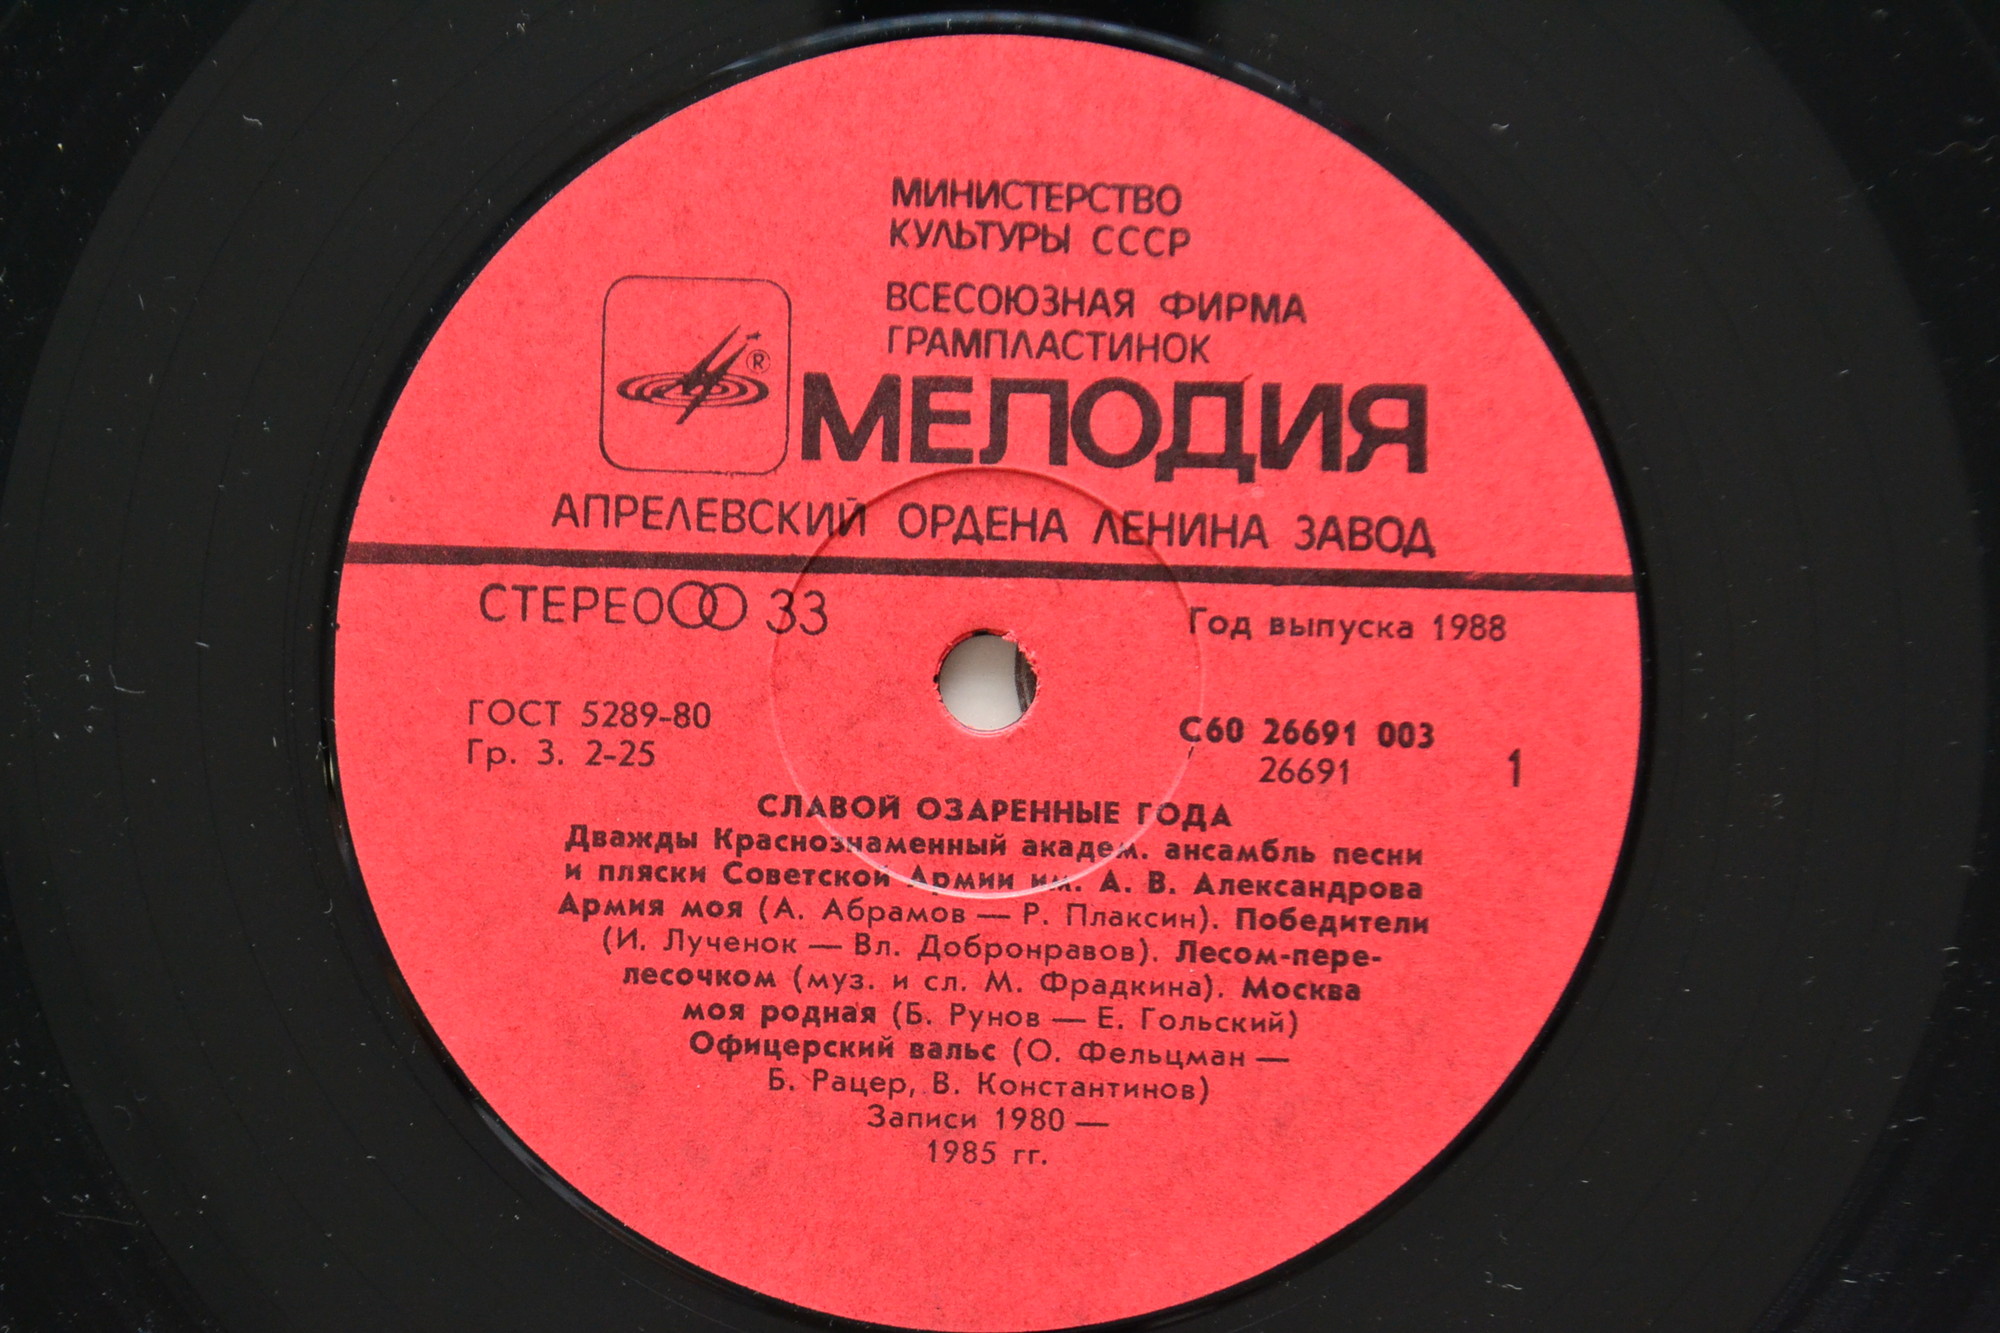 МИНИСТЕРСТВО
КУЛЬТУРЫ СССР
ВСЕСОЮЗНАЯ ФИРМА
ГРАМПЛАСТИНОК
®
МЕЛОДИЯ
АПРЕЛЕВСКИЙ ОРДЕНА ЛЕНИНА ЗАВОД
СТЕРЕО 33
Год выпуска 1988
ГОСТ 5289-80
Гр. 3. 2-25
С60 26691 003
26691
1
СЛАВОЙ ОЗАРЕННЫЕ ГОДА
Дважды Краснознаменный академ. ансамбль песни
и пляски Советской Армии им. А. В. Александрова
Армия моя (А. Абрамов — Р. Плаксин). Победители
(И. Лученок — Вл. Добронравов). Лесом-пере-
лесочком (муз. и сл. М. Фрадкина). Москва
моя родная (Б. Рунов — Е. Гольский)
Офицерский вальс (О. Фельцман —
Б. Рацер, В. Константинов)
Записи 1980 —
1985 гг.